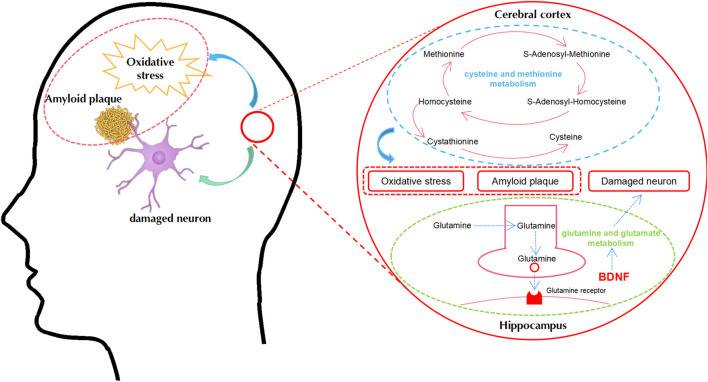 Oxidative
stress
Amyloid plaque
damaged neuron
Cerebral cortex
Methionine
S-Adenosyl-Methionine
cysteine and methionine
metabolism
Homocysteine
S-Adenosyl-Homocysteine
Cysteine
Cystathionine
Oxidative stress
Amyloid plaque
Damaged neuron
Glutamine
Glutamine
glutamine and glutamate
metabolism
Glutamine
BDNF
Glutamine receptor
Hippocampus